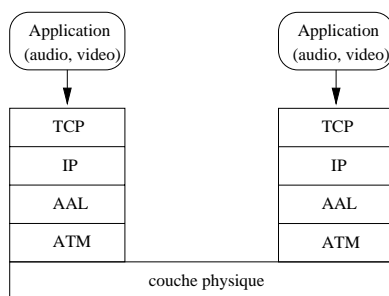 Application
(audio, video)
TCP
IP
AAL
ATM
Application
(audio, video)
TCP
IP
AAL
ATM
couche physique